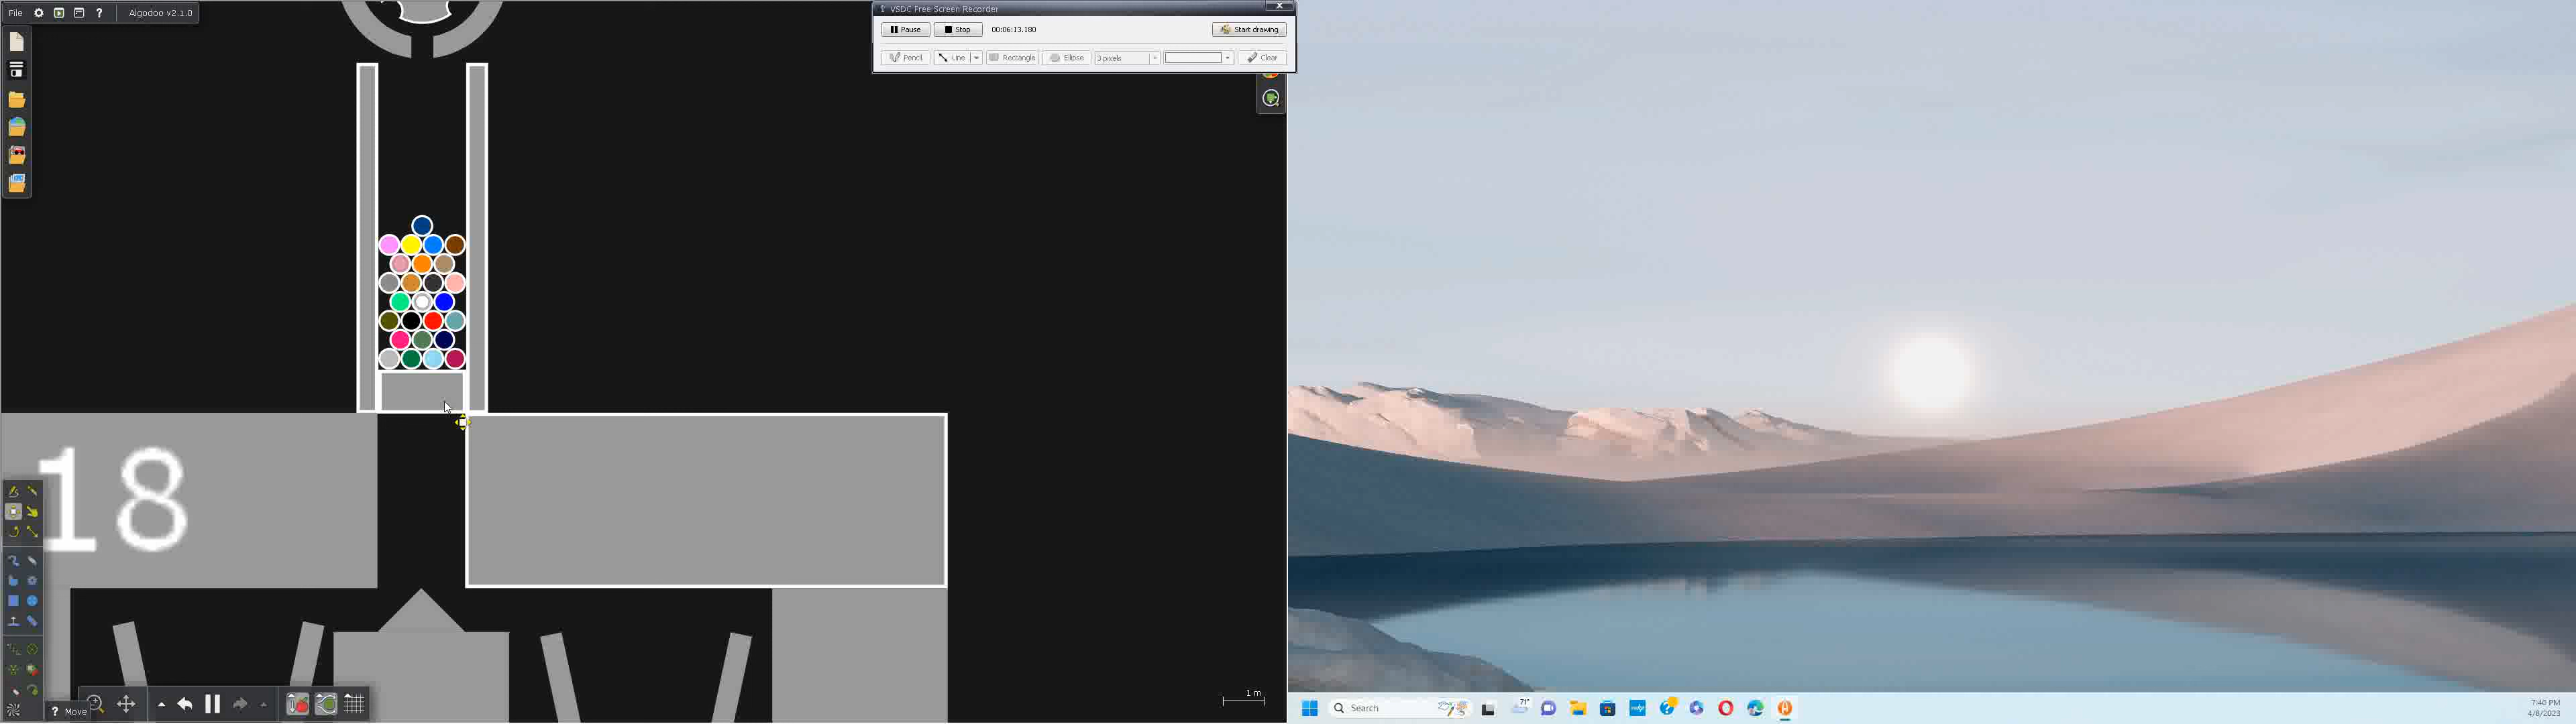 File ? Algodoo v2.1.0
VSDC Free Screen Recorder
Pause Stop 00:06:13.180 Start drawing
Pencil Line Rectangle Ellipse 3 pixels Clear
18
? Move
1 m
Search
71°
7:40 PM
4/8/2023